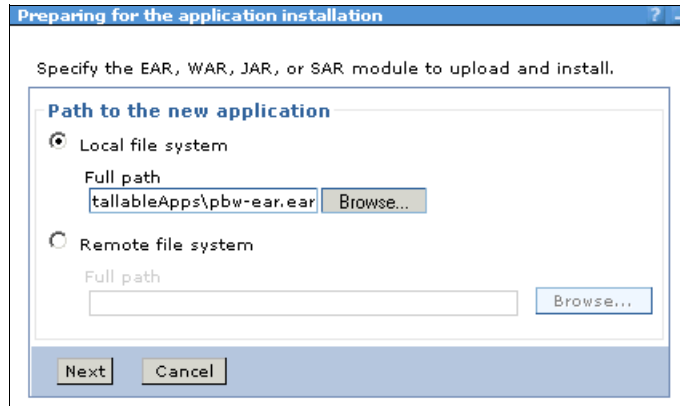 Preparing for the application installation ? -
Specify the EAR, WAR, JAR, or SAR module to upload and install.
Path to the new application
Local file system
Full path
tallableApps\pbw-ear.ear Browse...
Remote file system
Full path
Browse...
Next Cancel